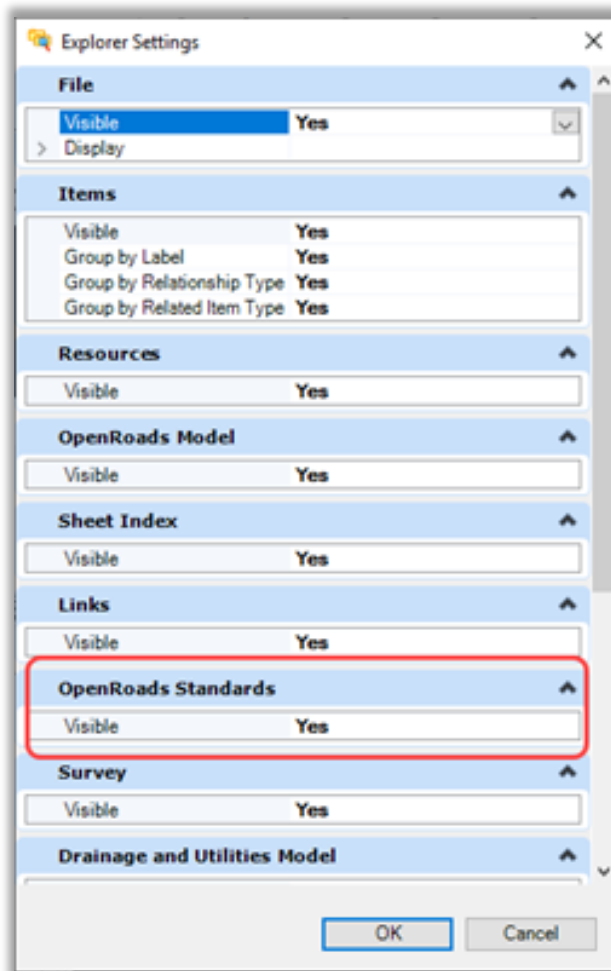 Explorer Settings
File
Visible Yes
Display
Items
Visible Yes
Group by Label Yes
Group by Relationship Type Yes
Group by Related Item Type Yes
Resources
Visible Yes
OpenRoads Model
Visible Yes
Sheet Index
Visible Yes
Links
Visible Yes
OpenRoads Standards
Visible Yes
Survey
Visible Yes
Drainage and Utilities Model
OK Cancel